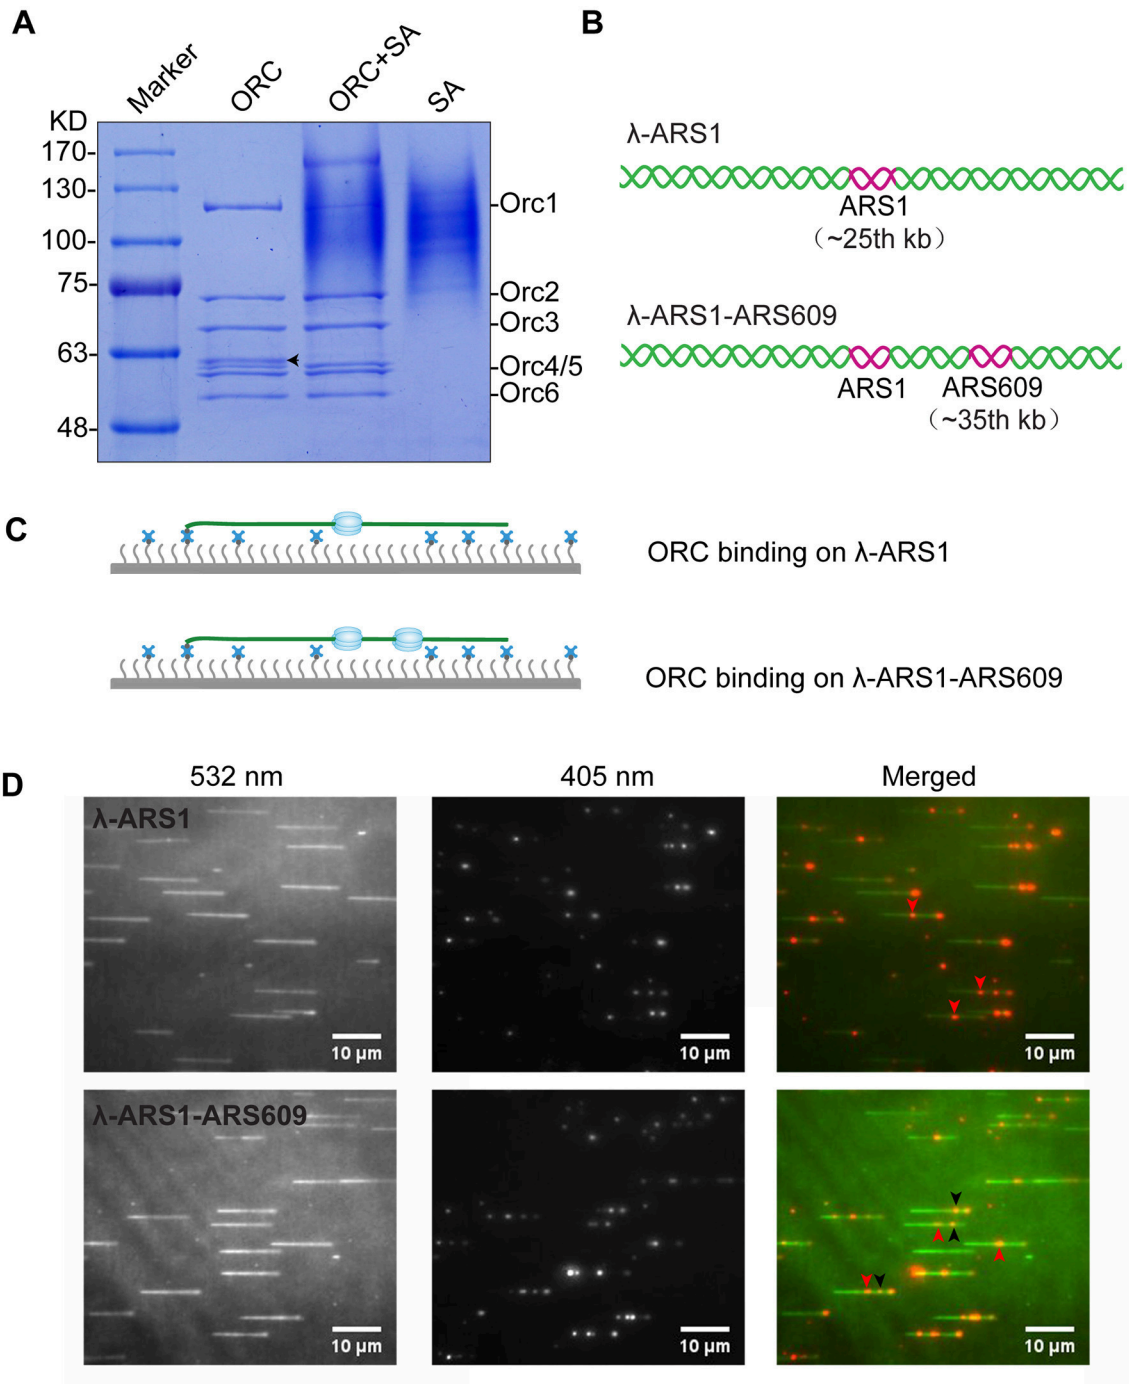 A
B
Marker
ORC
ORC+SA
SA
KD
170-
130-
100-
75-
63-
48-
-Orc1
-Orc2
-Orc3
-Orc4/5
-Orc6
λ-ARS1
ARS1
(~25th kb)
λ-ARS1-ARS609
ARS1 ARS609
(~35th kb)
C
ORC binding on λ-ARS1
ORC binding on λ-ARS1-ARS609
D
532 nm 405 nm Merged
λ-ARS1
10 µm 10 µm 10 µm
λ-ARS1-ARS609
10 µm 10 µm 10 µm